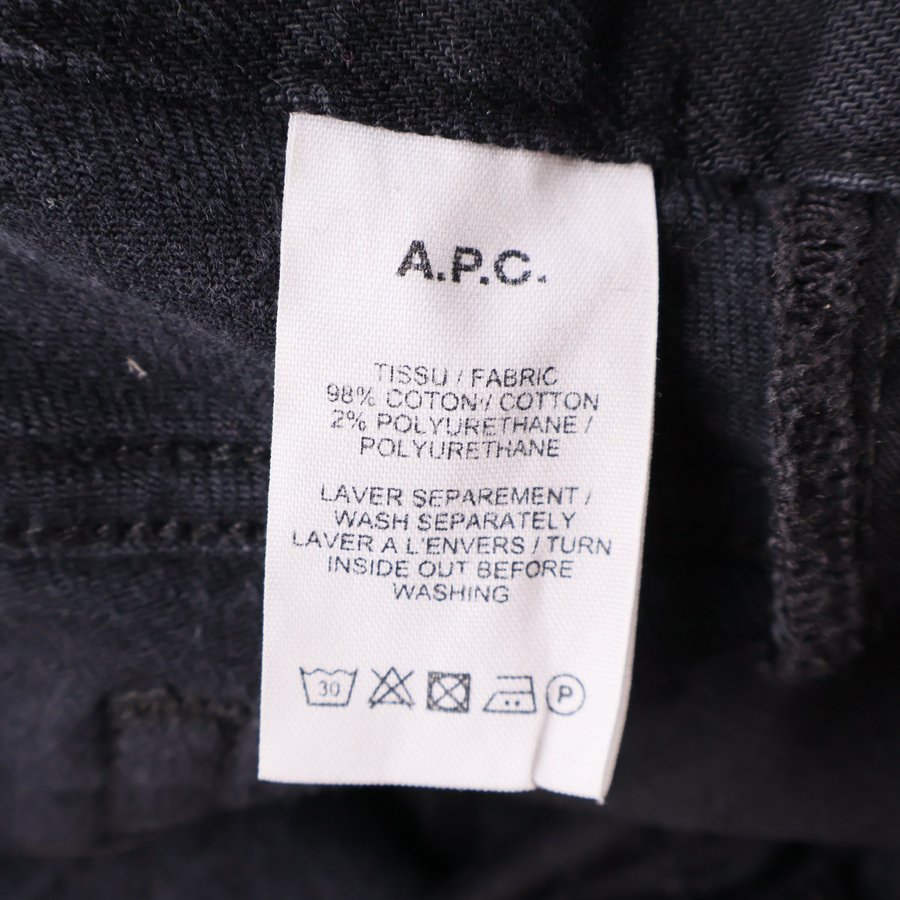 A.P.C.
TISSU / FABRIC
98% COTON / COTTON
2% POLYURETHANE /
POLYURETHANE
LAVER SEPAREMENT /
WASH SEPARATELY
LAVER A L'ENVERS / TURN
INSIDE OUT BEFORE
WASHING
30 P